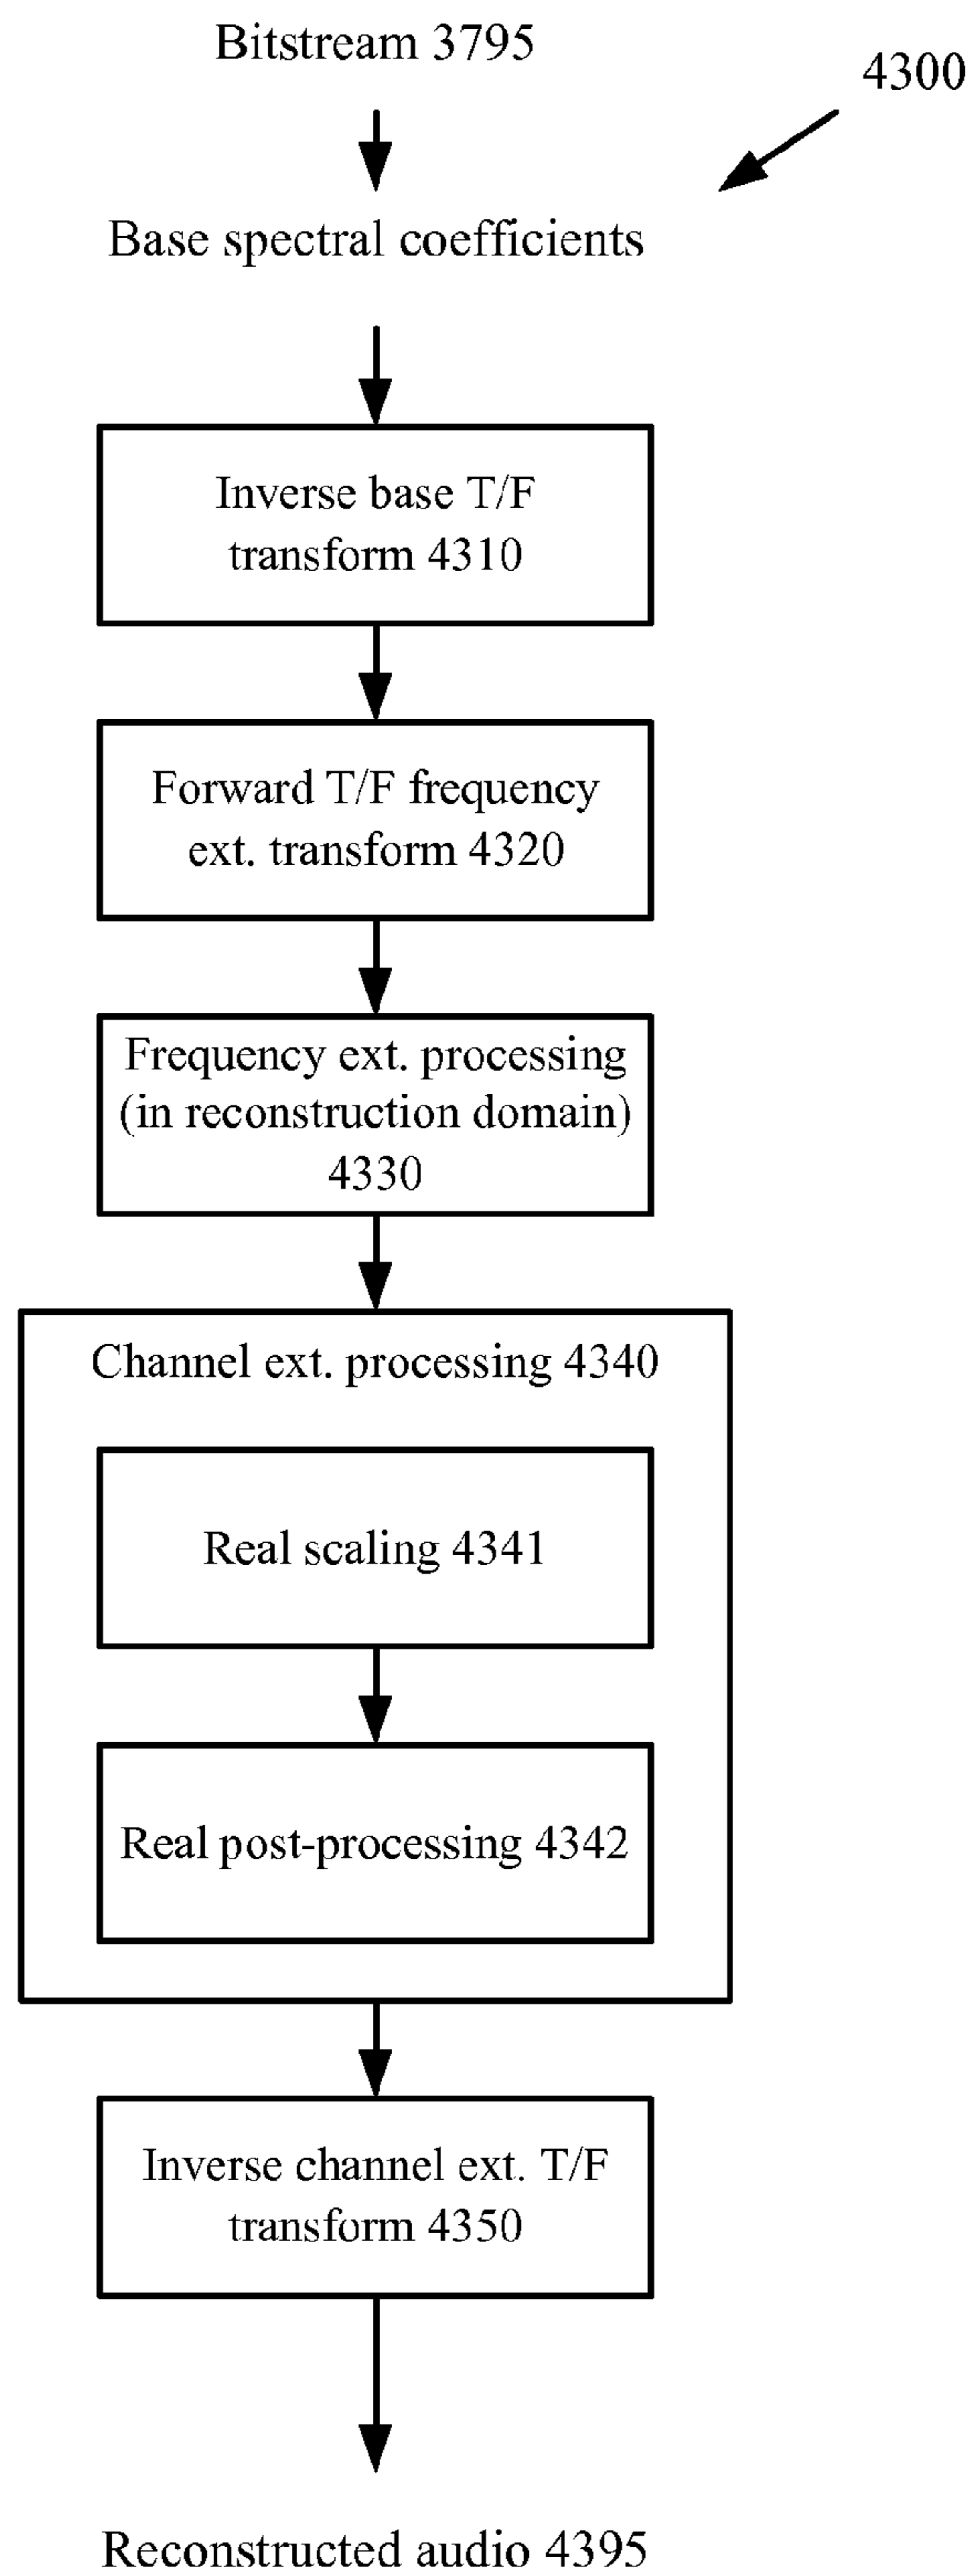 Bitstream 3795
4300
Base spectral coefficients
Inverse base T/F
transform 4310
Forward T/F frequency
ext. transform 4320
Frequency ext. processing
(in reconstruction domain)
4330
Channel ext. processing 4340
Real scaling 4341
Real post-processing 4342
Inverse channel ext. T/F
transform 4350
Reconstructed audio 4395